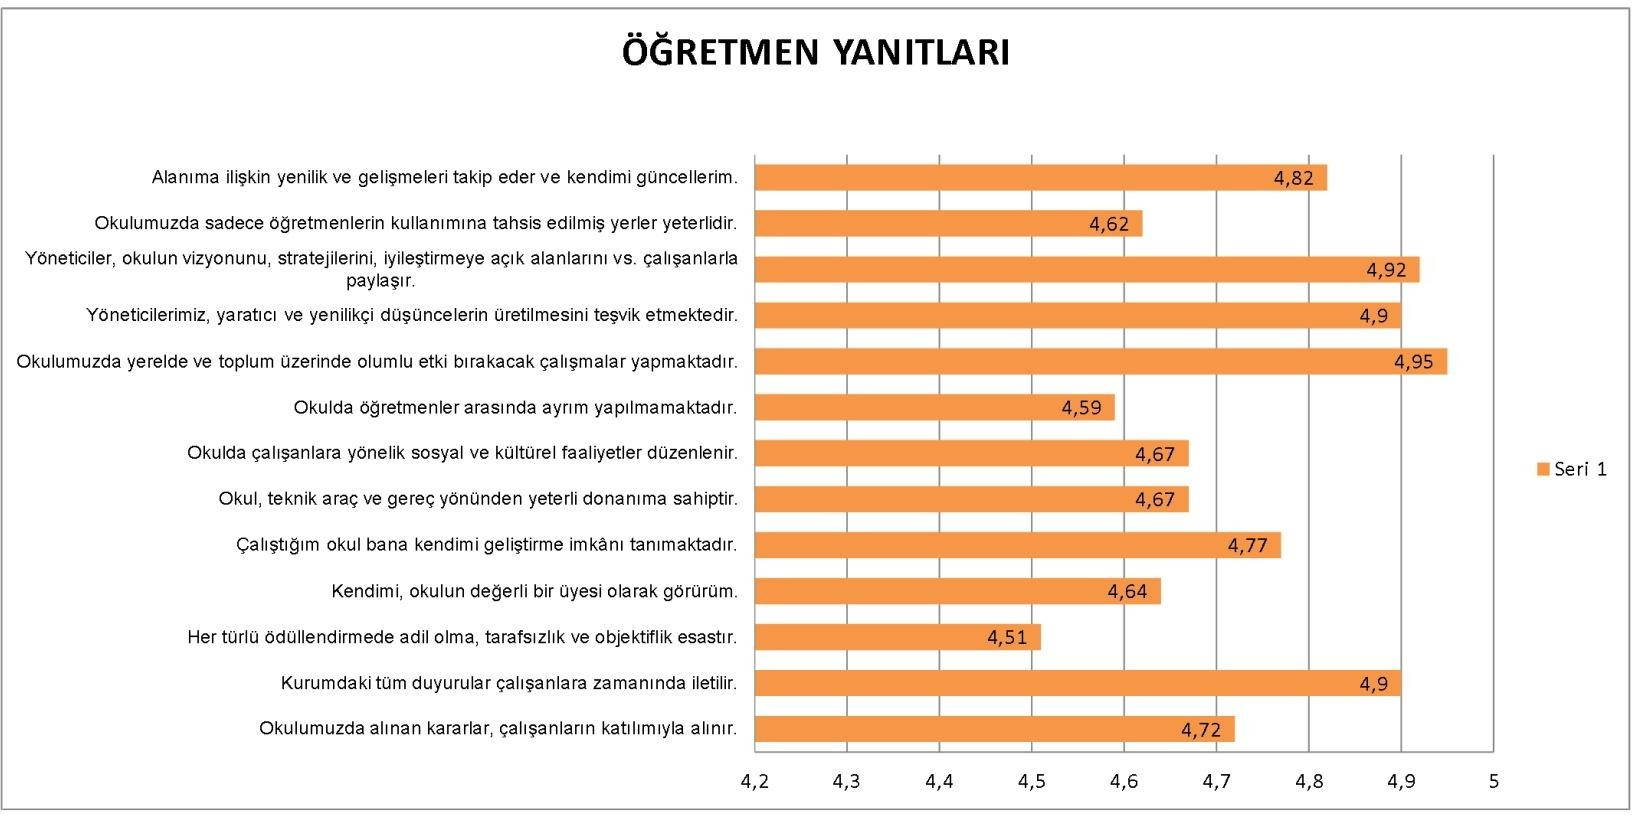 ÖĞRETMEN YANITLARI
Alanıma ilişkin yenilik ve gelişmeleri takip eder ve kendimi güncellerim.
4,82
Okulumuzda sadece öğretmenlerin kullanımına tahsis edilmiş yerler yeterlidir.
4,62
Yöneticiler, okulun vizyonunu, stratejilerini, iyileştirmeye açık alanlarını vs. çalışanlarla
paylaşır.
4,92
Yöneticilerimiz, yaratıcı ve yenilikçi düşüncelerin üretilmesini teşvik etmektedir.
4,9
Okulumuzda yerelde ve toplum üzerinde olumlu etki bırakacak çalışmalar yapmaktadır.
4,95
Okulda öğretmenler arasında ayrım yapılmamaktadır.
4,59
Okulda çalışanlara yönelik sosyal ve kültürel faaliyetler düzenlenir.
4,67
Okul, teknik araç ve gereç yönünden yeterli donanıma sahiptir.
4,67
Çalıştığım okul bana kendimi geliştirme imkânı tanımaktadır.
4,77
Kendimi, okulun değerli bir üyesi olarak görürüm.
4,64
Her türlü ödüllendirmede adil olma, tarafsızlık ve objektiflik esastır.
4,51
Kurumdaki tüm duyurular çalışanlara zamanında iletilir.
4,9
Okulumuzda alınan kararlar, çalışanların katılımıyla alınır.
4,72
4,2 4,3 4,4 4,5 4,6 4,7 4,8 4,9 5
Seri 1